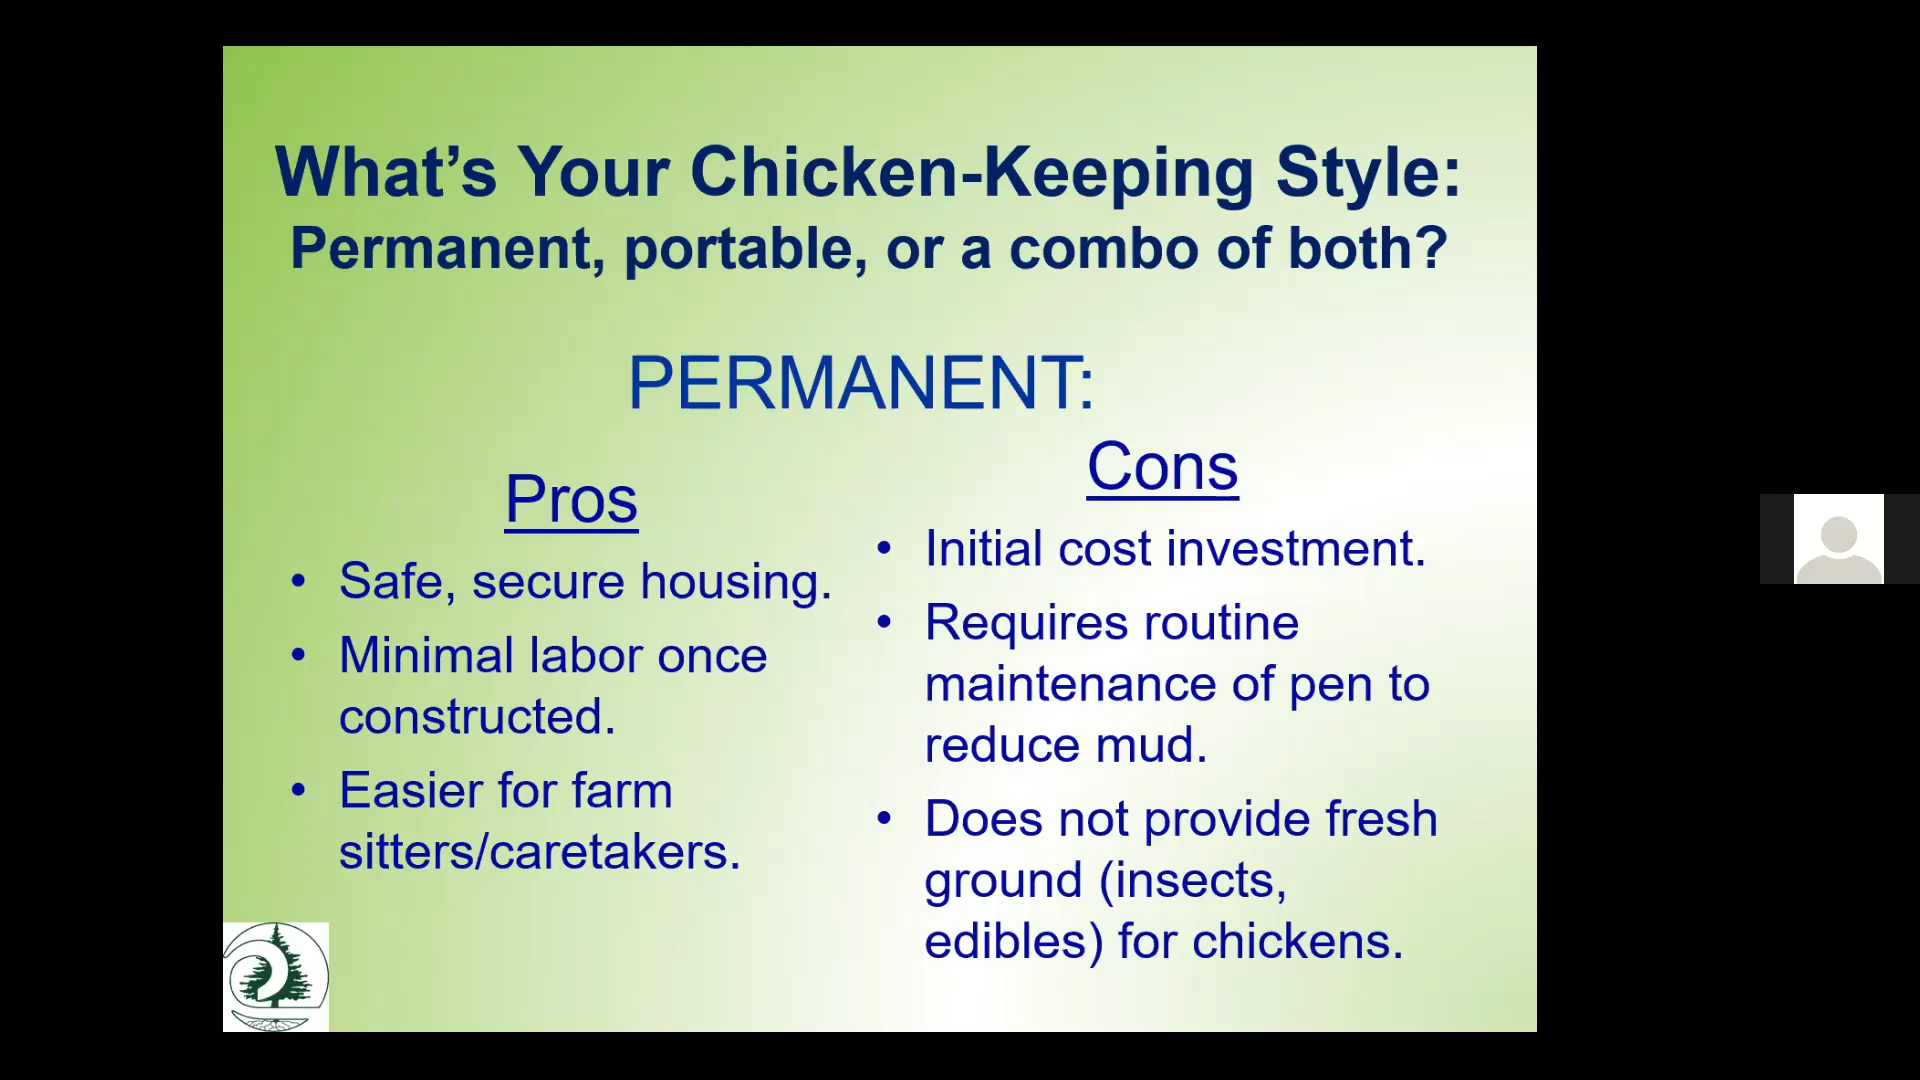 What’s Your Chicken-Keeping Style:
Permanent, portable, or a combo of both?
PERMANENT:
Pros
• Safe, secure housing.
• Minimal labor once
constructed.
• Easier for farm
sitters/caretakers.
Cons
• Initial cost investment.
• Requires routine
maintenance of pen to
reduce mud.
• Does not provide fresh
ground (insects,
edibles) for chickens.